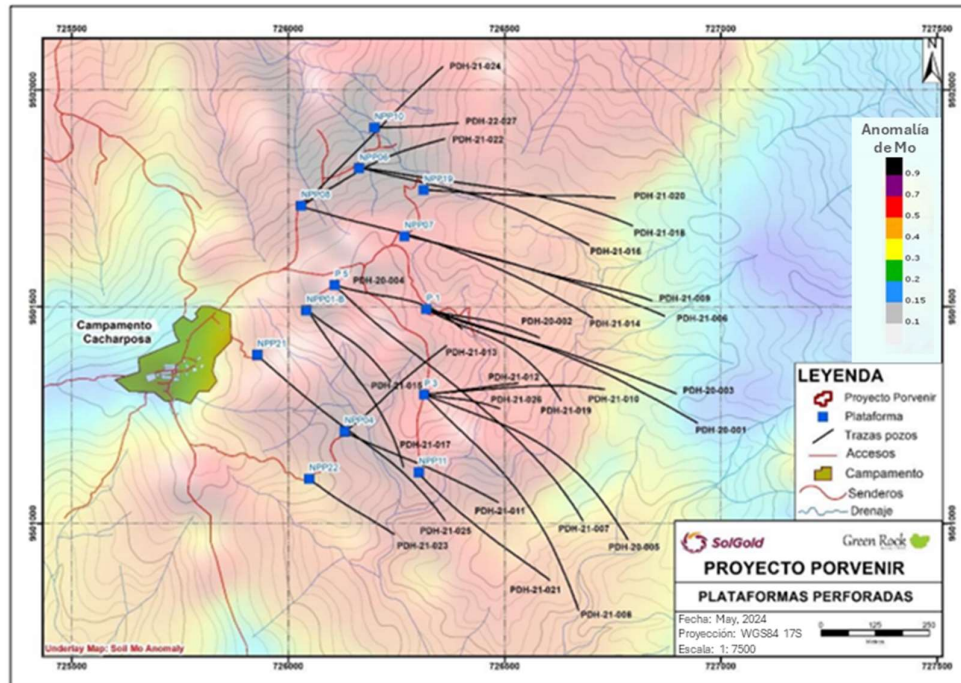 725500 726000 726500 727000 727500
N
PDH-21-024
9502000
NPP10
PDH-22-027
PDH-21-022
NPP06
NPP19
NPP08
PDH-21-020
PDH-21-018
NPP07
PDH-21-016
P 5
PDH-20-004
NPP01-B
P 1
PDH-21-009
9501500
PDH-21-006
PDH-20-002
PDH-21-014
Campamento
Cacharposa
NPP21
PDH-21-013
PDH-21-012
PDH-21-015
P 3
PDH-20-003
PDH-21-026
PDH-21-010
PDH-21-019
PDH-20-001
NPP04
PDH-21-017
NPP11
NPP22
PDH-21-011
9501000
PDH-21-025
PDH-21-007
PDH-21-023
PDH-20-005
PDH-21-021
PDH-21-008
Anomalía
de Mo
0.9
0.7
0.5
0.4
0.3
0.2
0.15
0.1
LEYENDA
Proyecto Porvenir
Plataforma
Trazas pozos
Accesos
Campamento
Senderos
Drenaje
SolGold Green Rock
PROYECTO PORVENIR
PLATAFORMAS PERFORADAS
Fecha: May, 2024
Proyección: WGS84 17S
Escala: 1: 7500
0 125 250
Underlay Map: Soil Mo Anomaly
725500 726000 726500 727000 727500